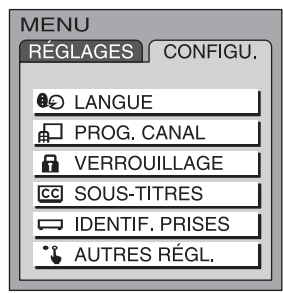 MENU
RÉGLAGES CONFIGU.
LANGUE
PROG. CANAL
VERROUILLAGE
CC SOUS-TITRES
IDENTIF. PRISES
AUTRES RÉGL.